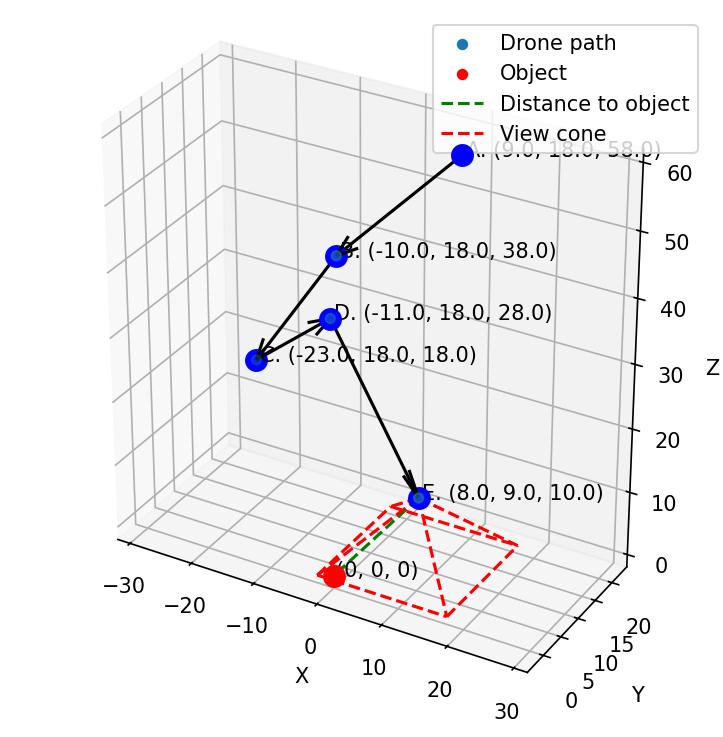 Drone path
Object
Distance to object
View cone
A. (9.0, 18.0, 58.0)
B. (-10.0, 18.0, 38.0)
D. (-11.0, 18.0, 28.0)
C. (-23.0, 18.0, 18.0)
E. (8.0, 9.0, 10.0)
(0, 0, 0)
60
50
40
30
20
10
0
Z
−30
−20
−10
0
10
20
30
X
0
5
10
15
20
Y